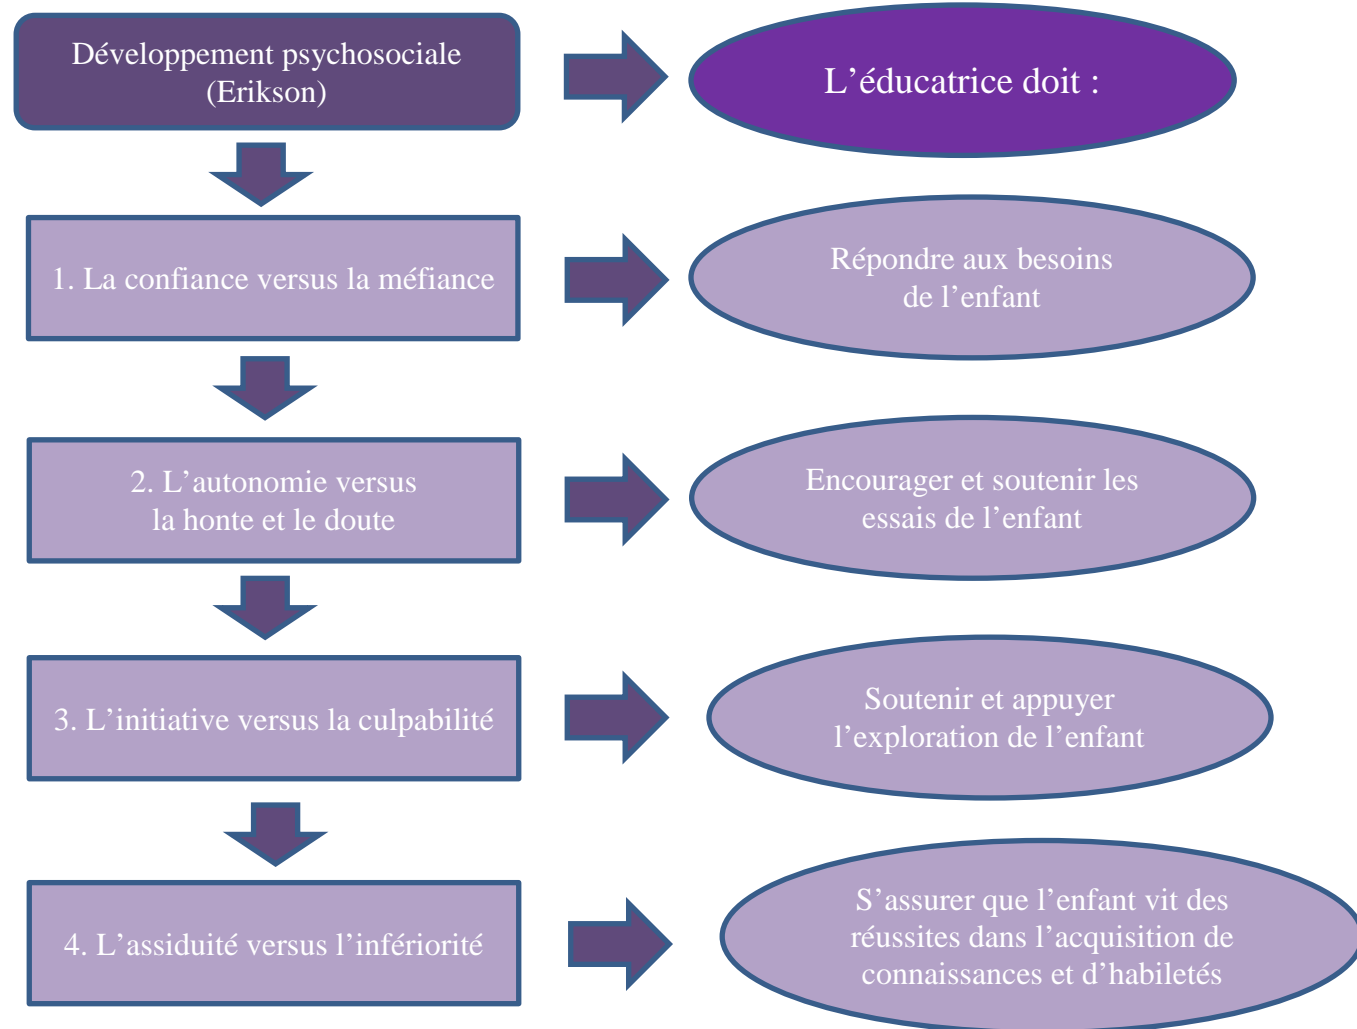 Développement psychosociale
(Erikson)
L’éducatrice doit :
1. La confiance versus la méfiance
Répondre aux besoins
de l’enfant
2. L’autonomie versus
la honte et le doute
Encourager et soutenir les
essais de l’enfant
3. L’initiative versus la culpabilité
Soutenir et appuyer
l’exploration de l’enfant
4. L’assiduité versus l’infériorité
S’assurer que l’enfant vit des
réussites dans l’acquisition de
connaissances et d’habiletés